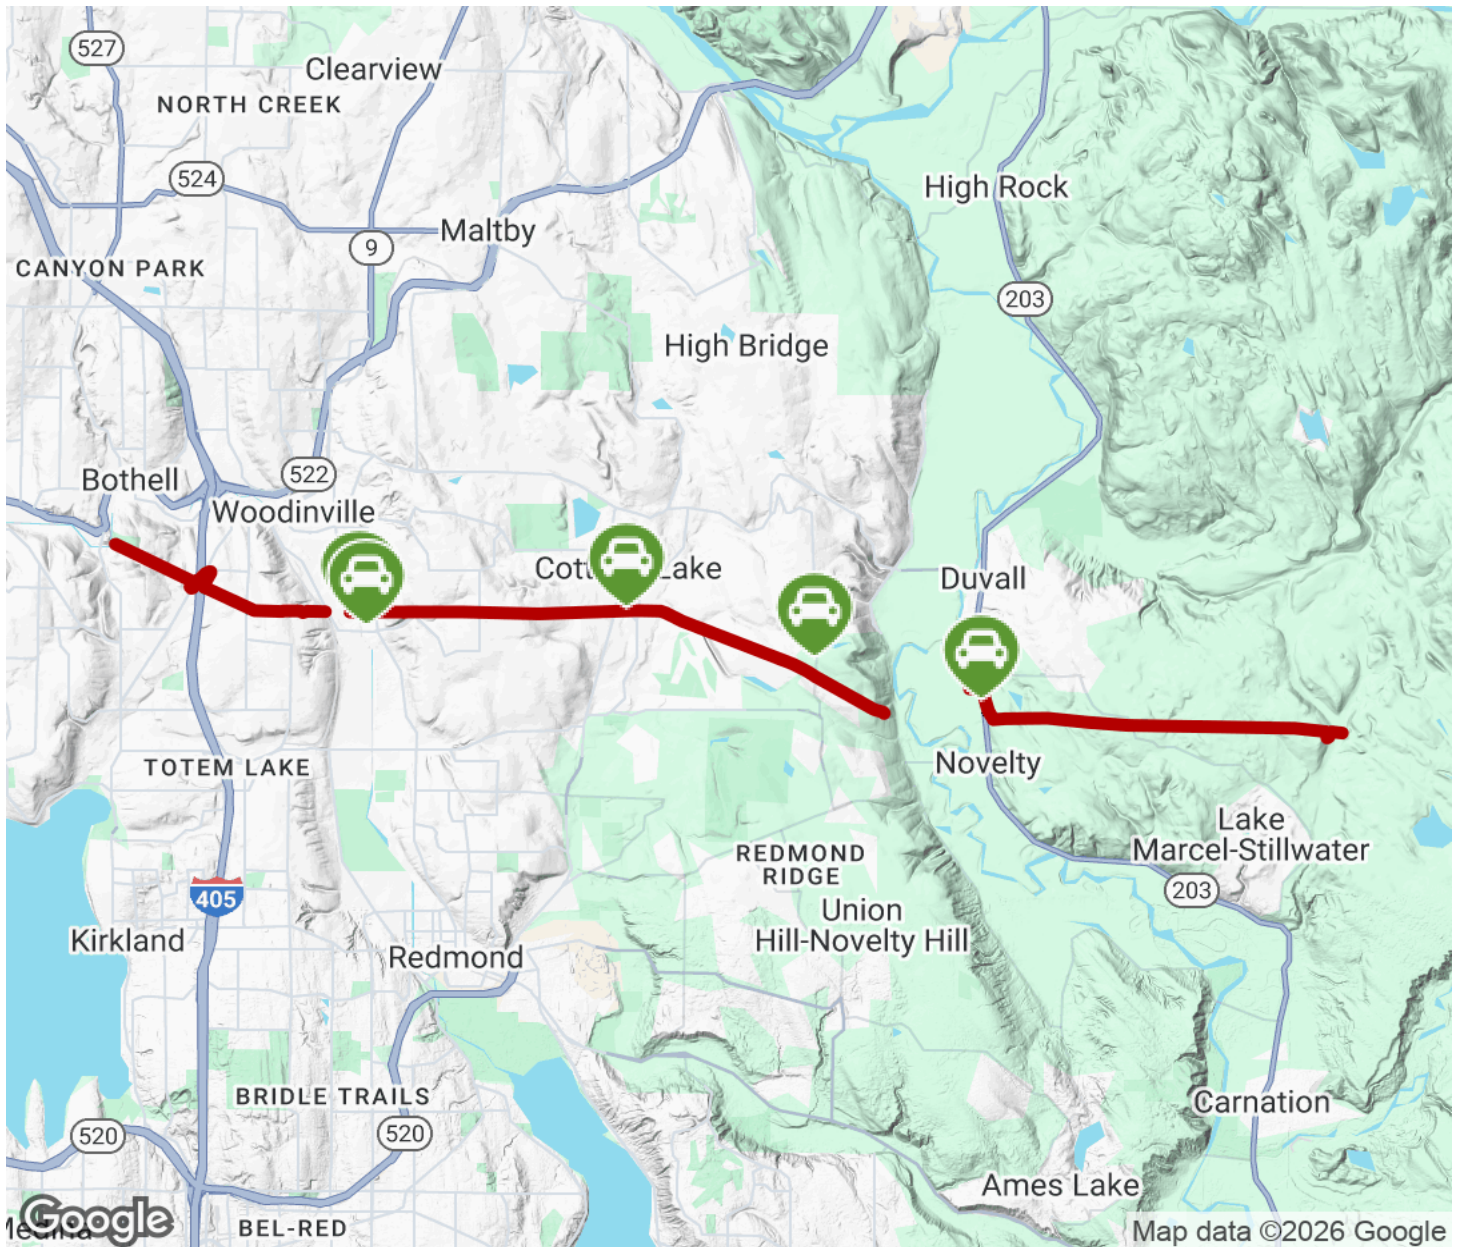 527
Clearview
NORTH CREEK
524
High Rock
9
Maltby
CANYON PARK
203
High Bridge
522
Bothell
Woodinville
Lake
Duvall
Novelty
TOTEM LAKE
Lake
Marcel-Stillwater
REDMOND
RIDGE
405
203
Union
Hill-Novelty Hill
Kirkland
Redmond
BRIDLE TRAILS
Carnation
520
520
Ames Lake
Google
BEL-RED
Map data ©2026 Google